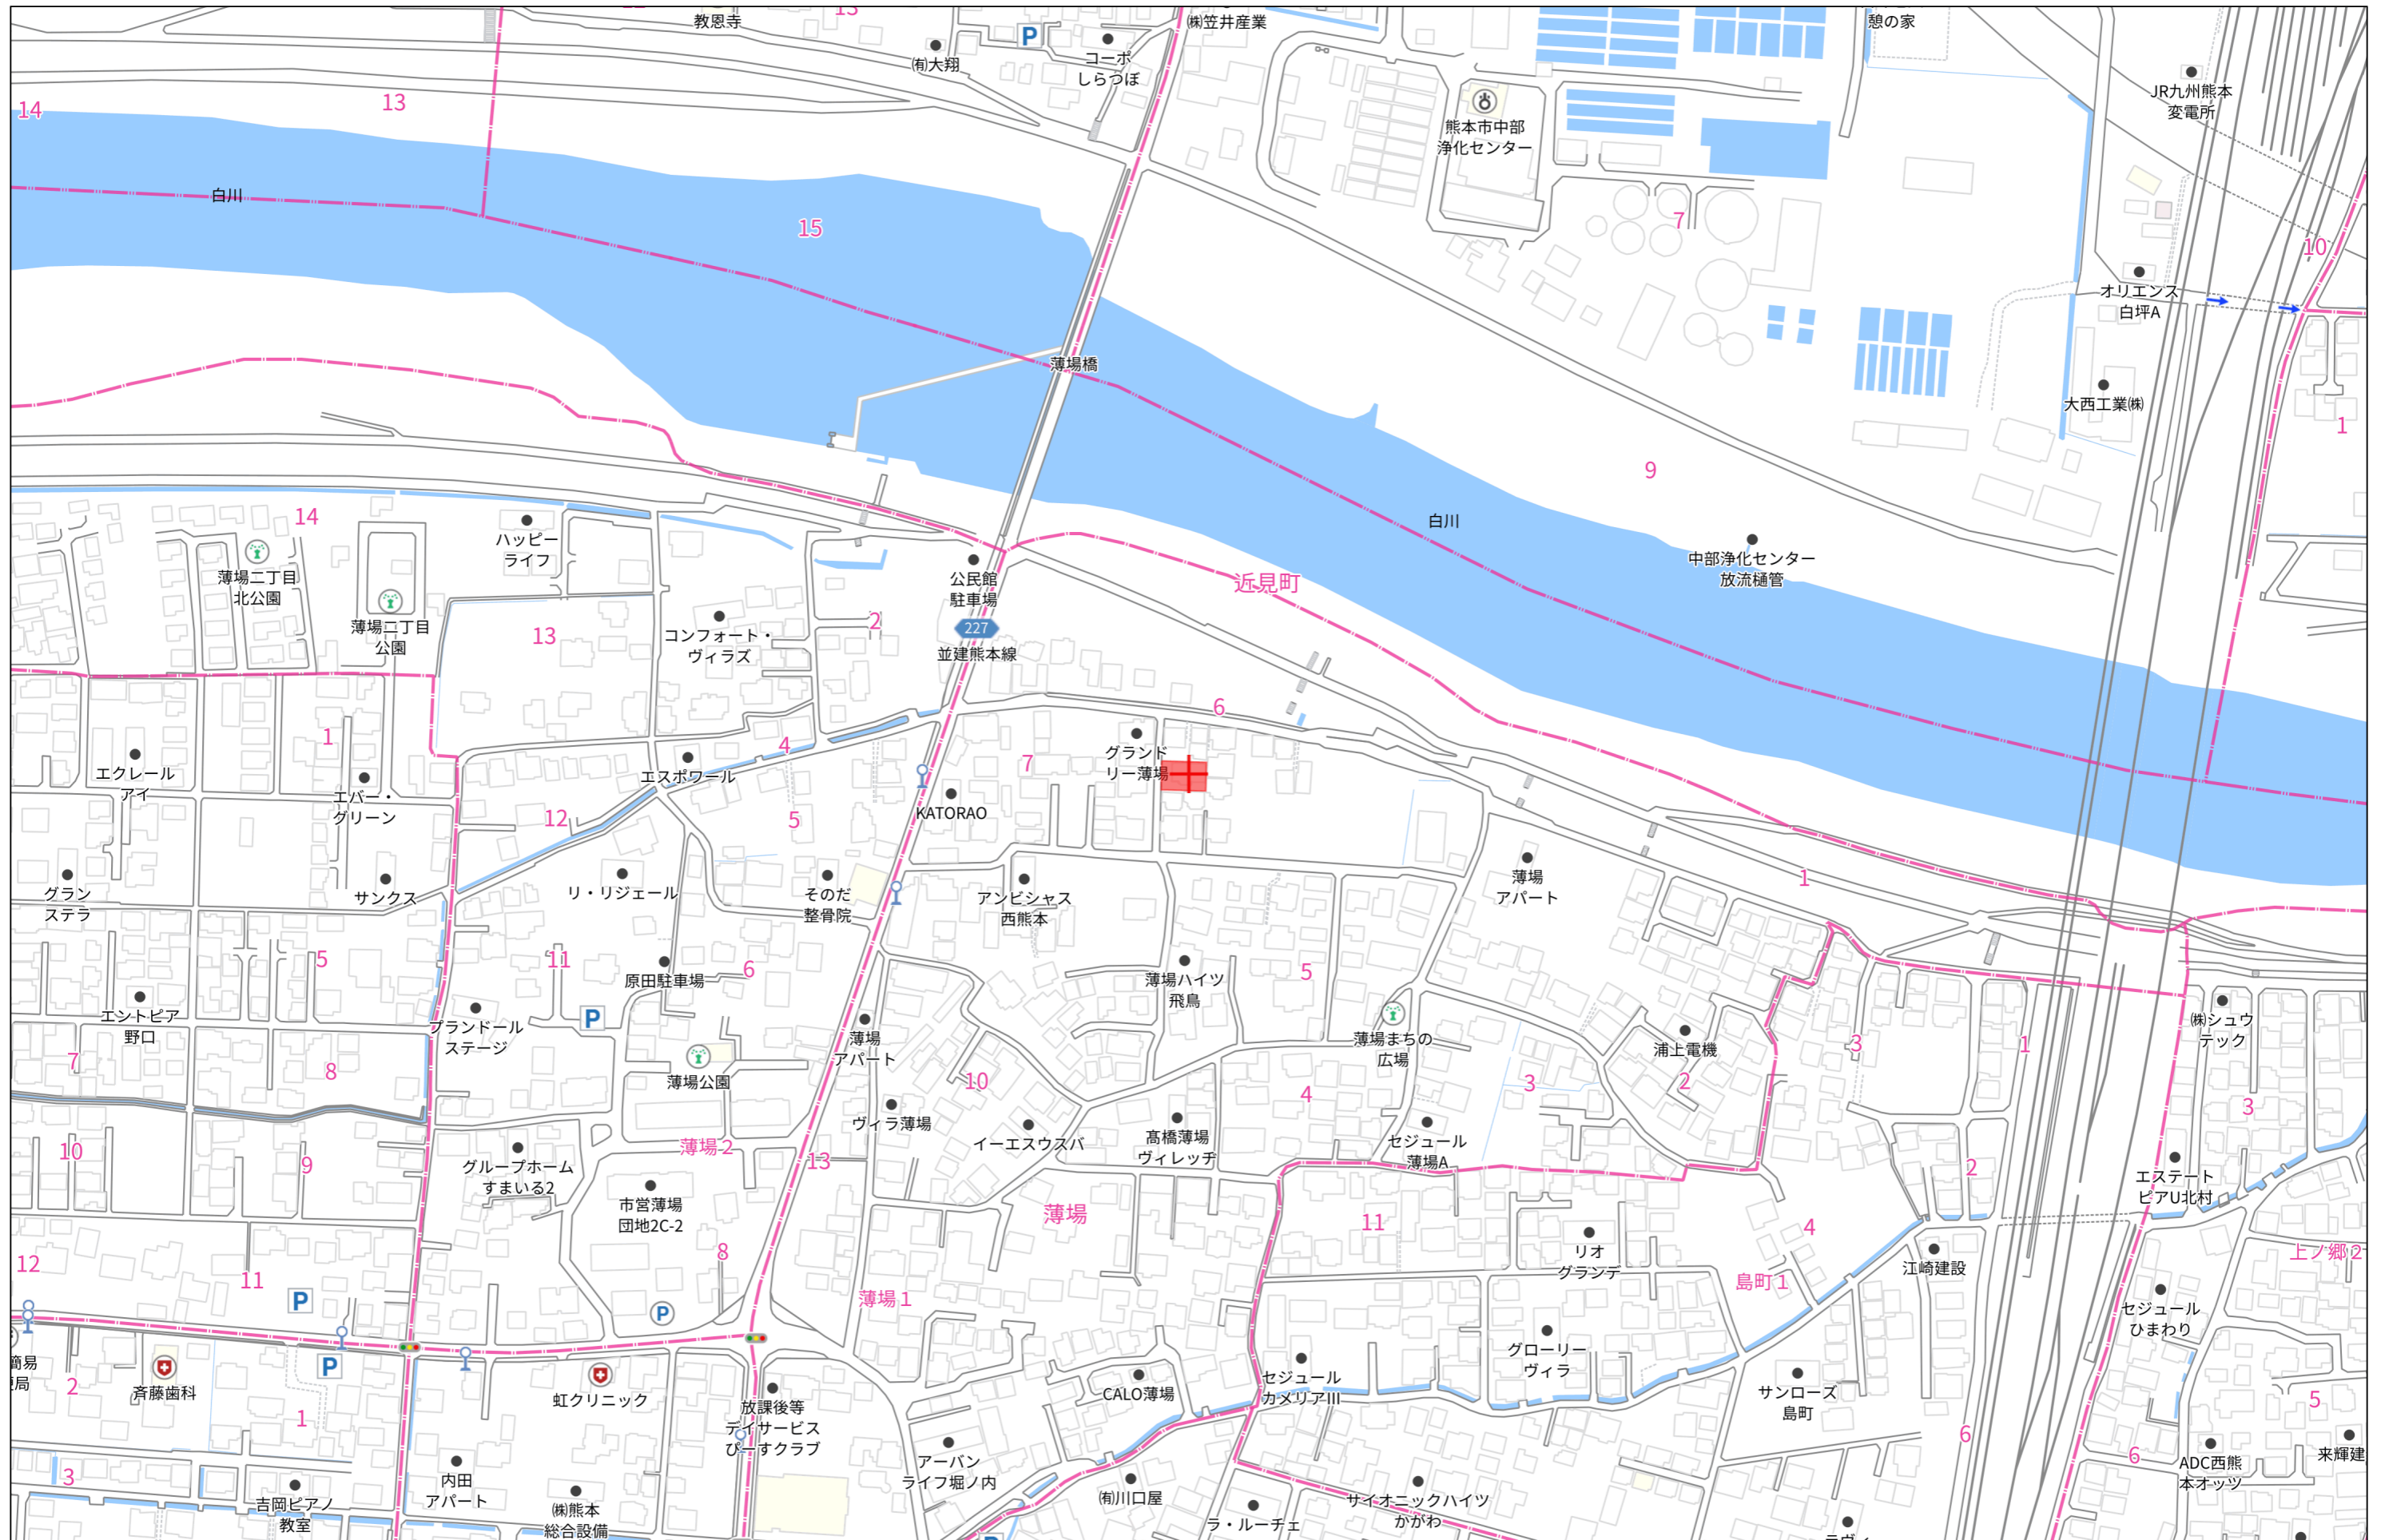 教恩寺
13
㈱笠井産業
憩の家
P
㈲大翔
コーポ
しらつぼ
JR九州熊本
変電所
14
13
熊本市中部
浄化センター
白川
15
7
10
オリエンス
白坪A
薄場橋
大西工業㈱
1
9
白川
14
ハッピー
ライフ
中部浄化センター
放流樋管
薄場二丁目
北公園
公民館
駐車場
近見町
薄場二丁目
公園
13
コンフォート・
ヴィラズ
2
227
並建熊本線
6
1
4
7
グランド
リー薄場
エクレール
アイ
エスポワール
エバー・
グリーン
KATORAO
12
5
薄場
アパート
1
グラン
ステラ
サンクス
リ・リジェール
そのだ
整骨院
アンビシャス
西熊本
5
11
原田駐車場
6
薄場ハイツ
飛鳥
5
エントピア
野口
プランドール
ステージ
P
薄場
アパート
薄場まちの
広場
浦上電機
3
1
㈱シュウ
テック
7
8
薄場公園
10
4
3
2
3
ヴィラ薄場
イーエスウスバ
髙橋薄場
ヴィレッヂ
セジュール
薄場A
10
9
グループホーム
すまいる2
薄場２
13
2
エステート
ピアU北村
市営薄場
団地2C-2
薄場
11
リオ
グランデ
4
12
11
8
江崎建設
上ノ郷２
P
P
薄場１
島町１
セジュール
ひまわり
簡易
局
2
斉藤歯科
P
虹クリニック
放課後等
デイサービス
ぴーすクラブ
CALO薄場
セジュール
カメリアIII
グローリー
ヴィラ
サンローズ
島町
1
5
6
3
内田
アパート
アーバン
ライフ堀ノ内
6
ADC西熊
本オッツ
来輝建
吉岡ピアノ
教室
㈱熊本
総合設備
㈲川口屋
サイオニックハイツ
かがわ
ラ・ルーチェ